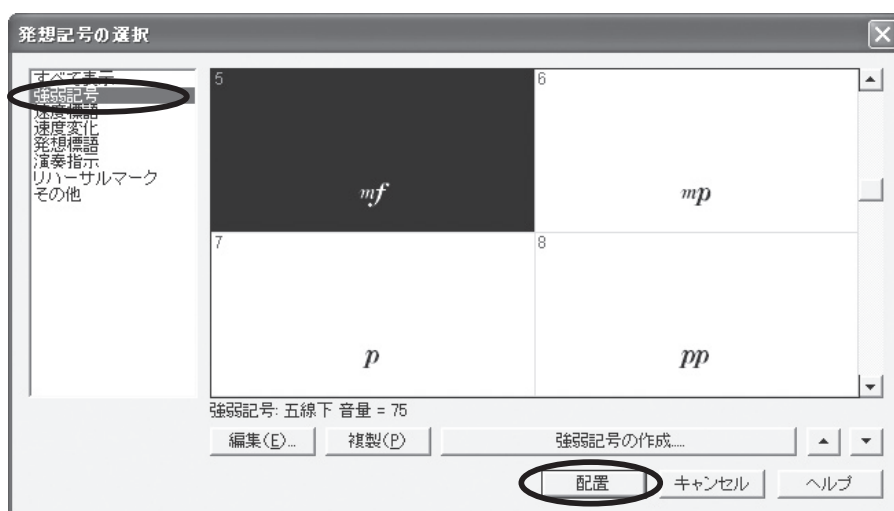 発想記号の選択
すべて表示
強弱記号
速度標語
速度変化
発想標語
演奏指示
リハーサルマーク
その他
5
mf
6
mp
7
p
8
pp
強弱記号: 五線下 音量 = 75
編集(E)... 複製(P) 強弱記号の作成.....
配置 キャンセル ヘルプ